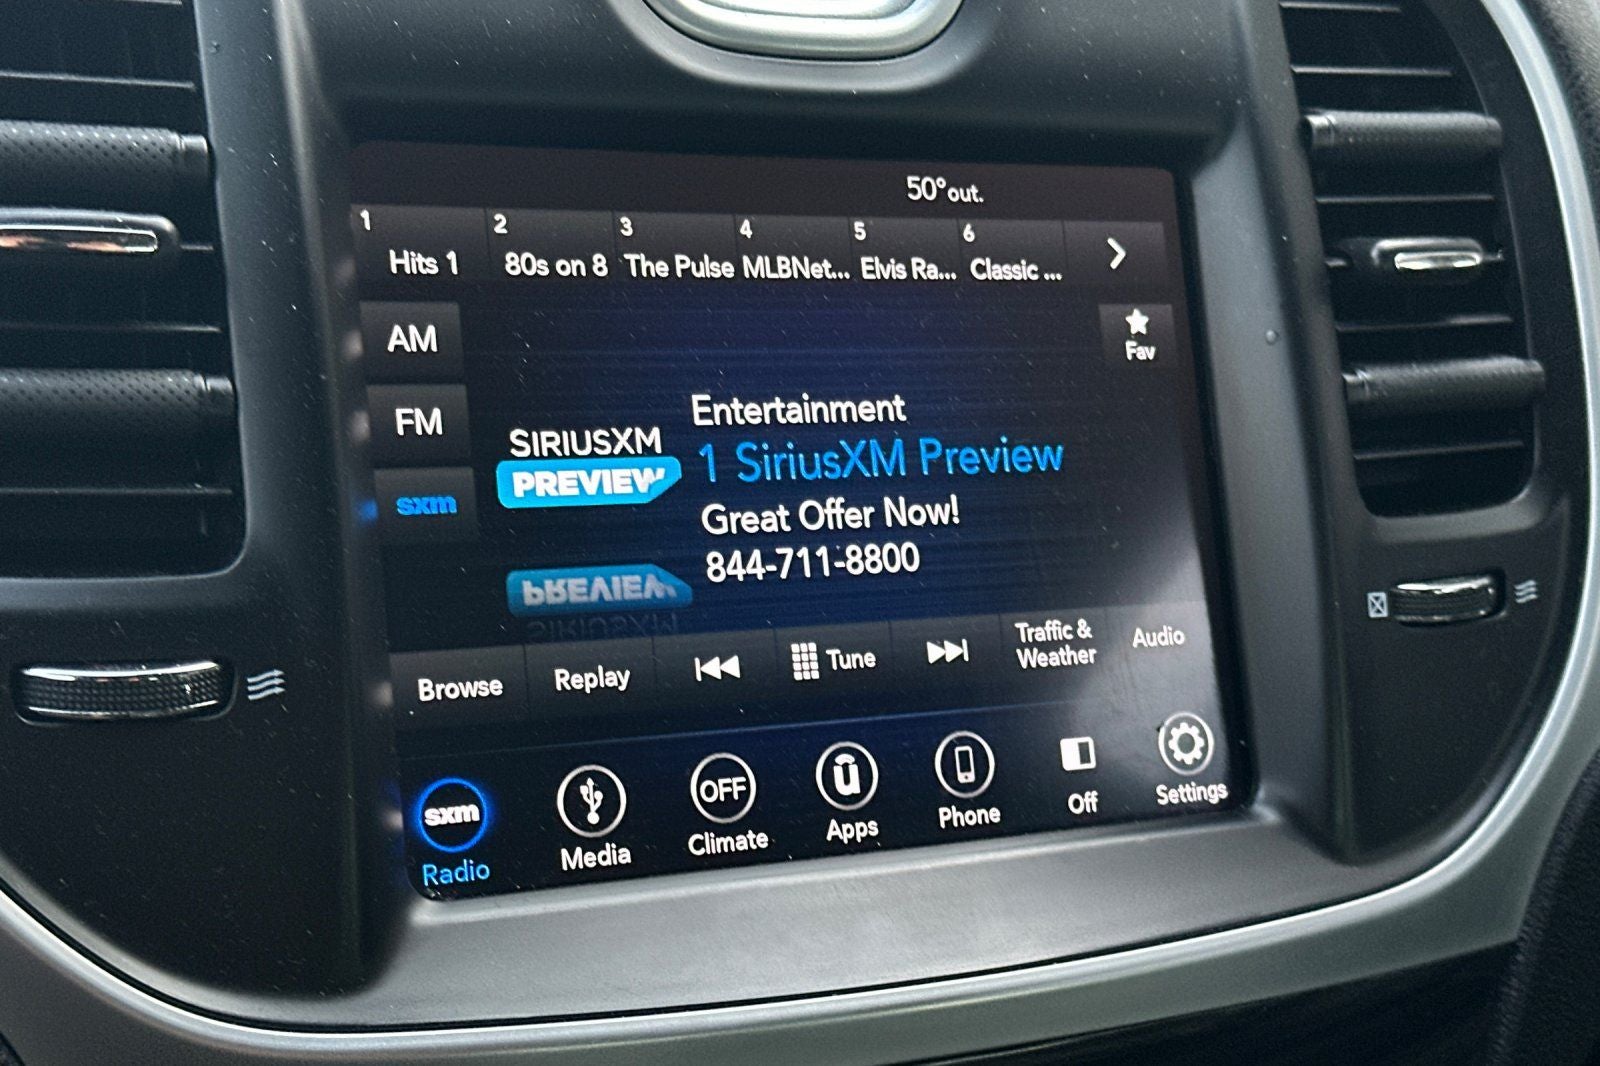 50°out.
1 2 3 4 5 6
Hits 1 80s on 8 The Pulse MLBNet... Elvis Ra... Classic ...
AM
Fav
FM
Entertainment
SIRIUSXM
PREVIEW
1 SiriusXM Preview
sxm
Great Offer Now!
844-711-8800
PREVIEW
SIRIUSXM
Browse Replay Tune Traffic & Weather Audio
sxm OFF
Radio Media Climate Apps Phone Off Settings